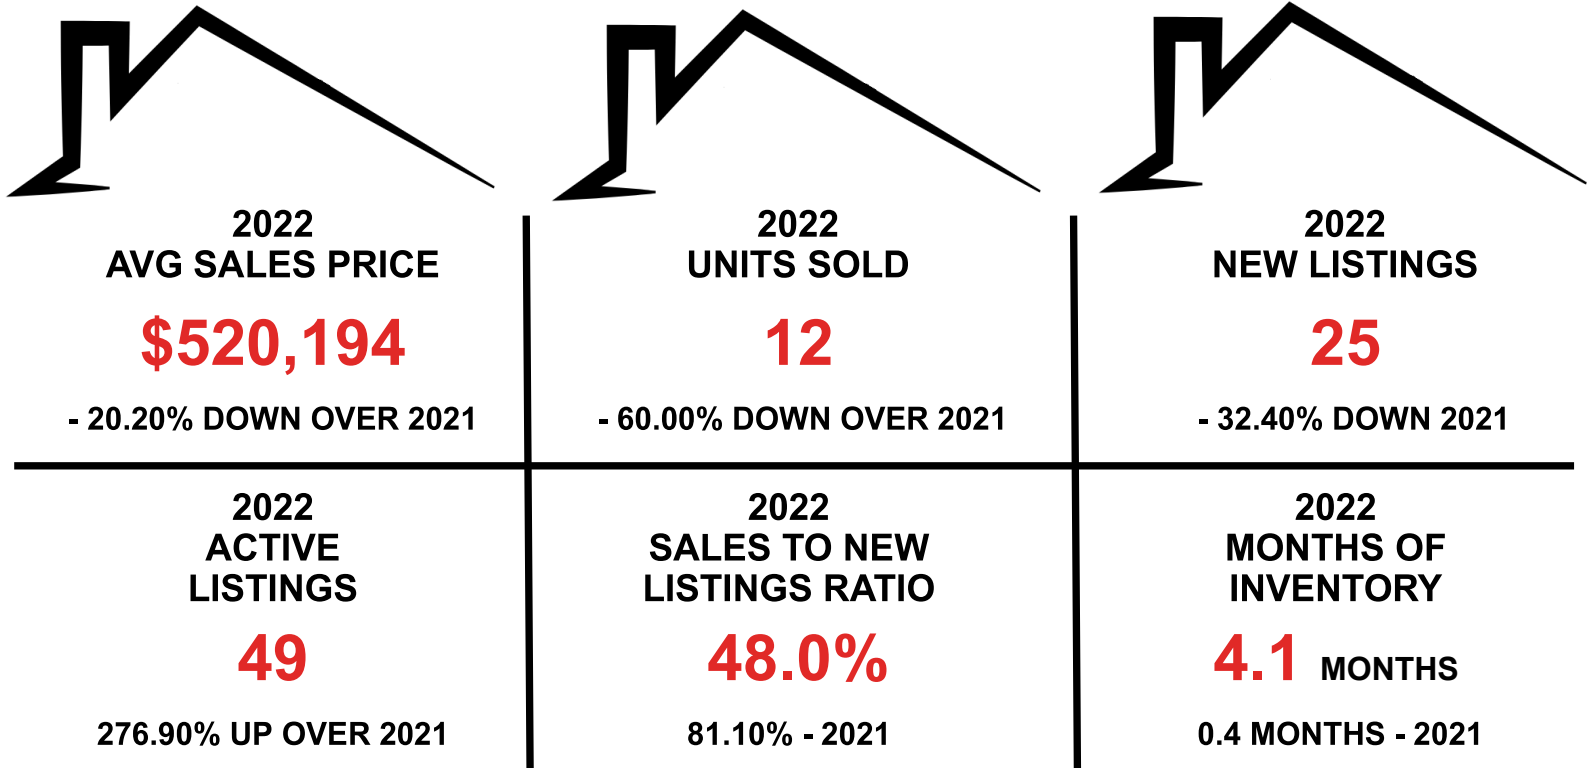 2022
AVG SALES PRICE
$520,194
- 20.20% DOWN OVER 2021
2022
UNITS SOLD
12
- 60.00% DOWN OVER 2021
2022
NEW LISTINGS
25
- 32.40% DOWN 2021
2022
ACTIVE
LISTINGS
49
276.90% UP OVER 2021
2022
SALES TO NEW
LISTINGS RATIO
48.0%
81.10% - 2021
2022
MONTHS OF
INVENTORY
4.1 MONTHS
0.4 MONTHS - 2021